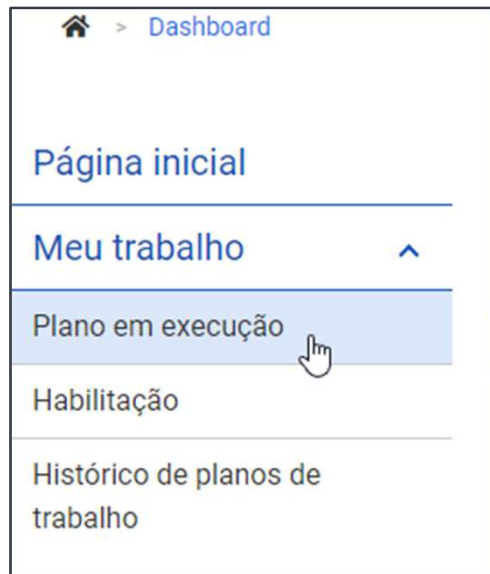 > Dashboard
Página inicial
Meu trabalho
Plano em execução
Habilitação
Histórico de planos de
trabalho